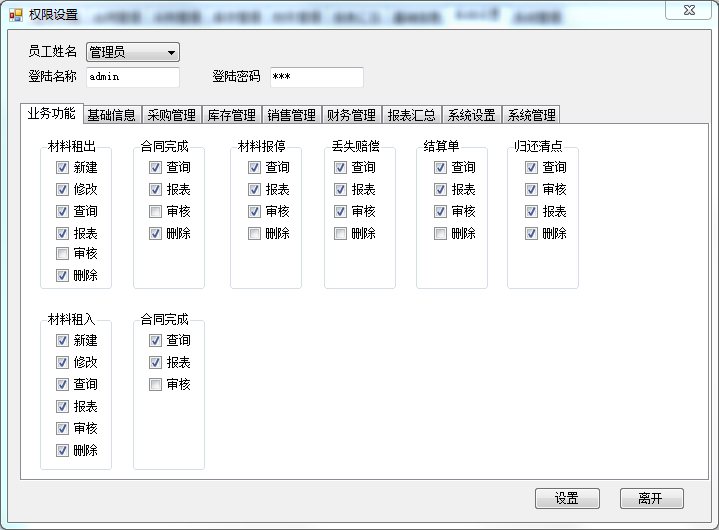 权限设置
员工姓名 管理员
登陆名称 admin 登陆密码 ***
业务功能 基础信息 采购管理 库存管理 销售管理 财务管理 报表汇总 系统设置 系统管理
材料租出 合同完成 材料报停 丢失赔偿 结算单 归还清点
新建 查询 查询 查询 查询 查询
修改 报表 报表 报表 报表 审核
查询 审核 审核 审核 审核 报表
报表 删除 删除 删除 删除 删除
审核
删除
材料租入 合同完成
新建 查询
修改 报表
查询 审核
报表
审核
删除
设置 离开